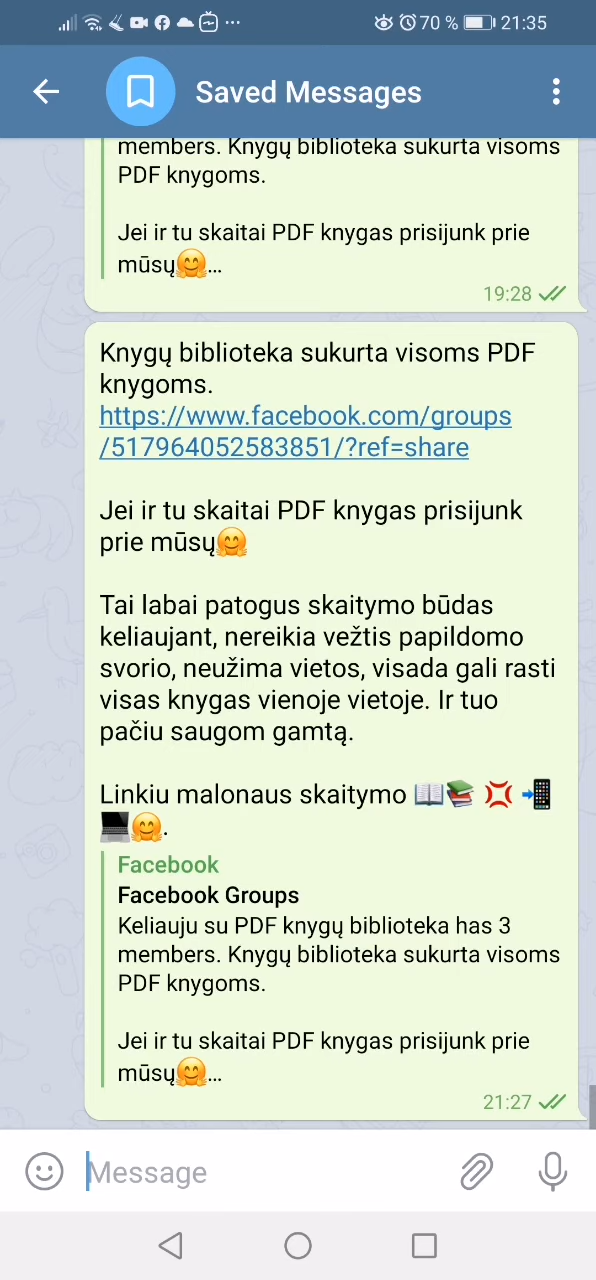 70 % 21:35
Saved Messages
members. Knygų biblioteka sukurta visoms
PDF knygoms.
Jei ir tu skaitai PDF knygas prisijunk prie
mūsų🤗...
19:28
Knygų biblioteka sukurta visoms PDF
knygoms.
https://www.facebook.com/groups
/517964052583851/?ref=share
Jei ir tu skaitai PDF knygas prisijunk
prie mūsų🤗
Tai labai patogus skaitymo būdas
keliaujant, nereikia vežtis papildomo
svorio, neužima vietos, visada gali rasti
visas knygas vienoje vietoje. Ir tuo
pačiu saugom gamtą.
Linkiu malonaus skaitymo 📖📚 💢 📲
💻🤗.
Facebook
Facebook Groups
Keliauju su PDF knygų biblioteka has 3
members. Knygų biblioteka sukurta visoms
PDF knygoms.
Jei ir tu skaitai PDF knygas prisijunk prie
mūsų🤗...
21:27
Message